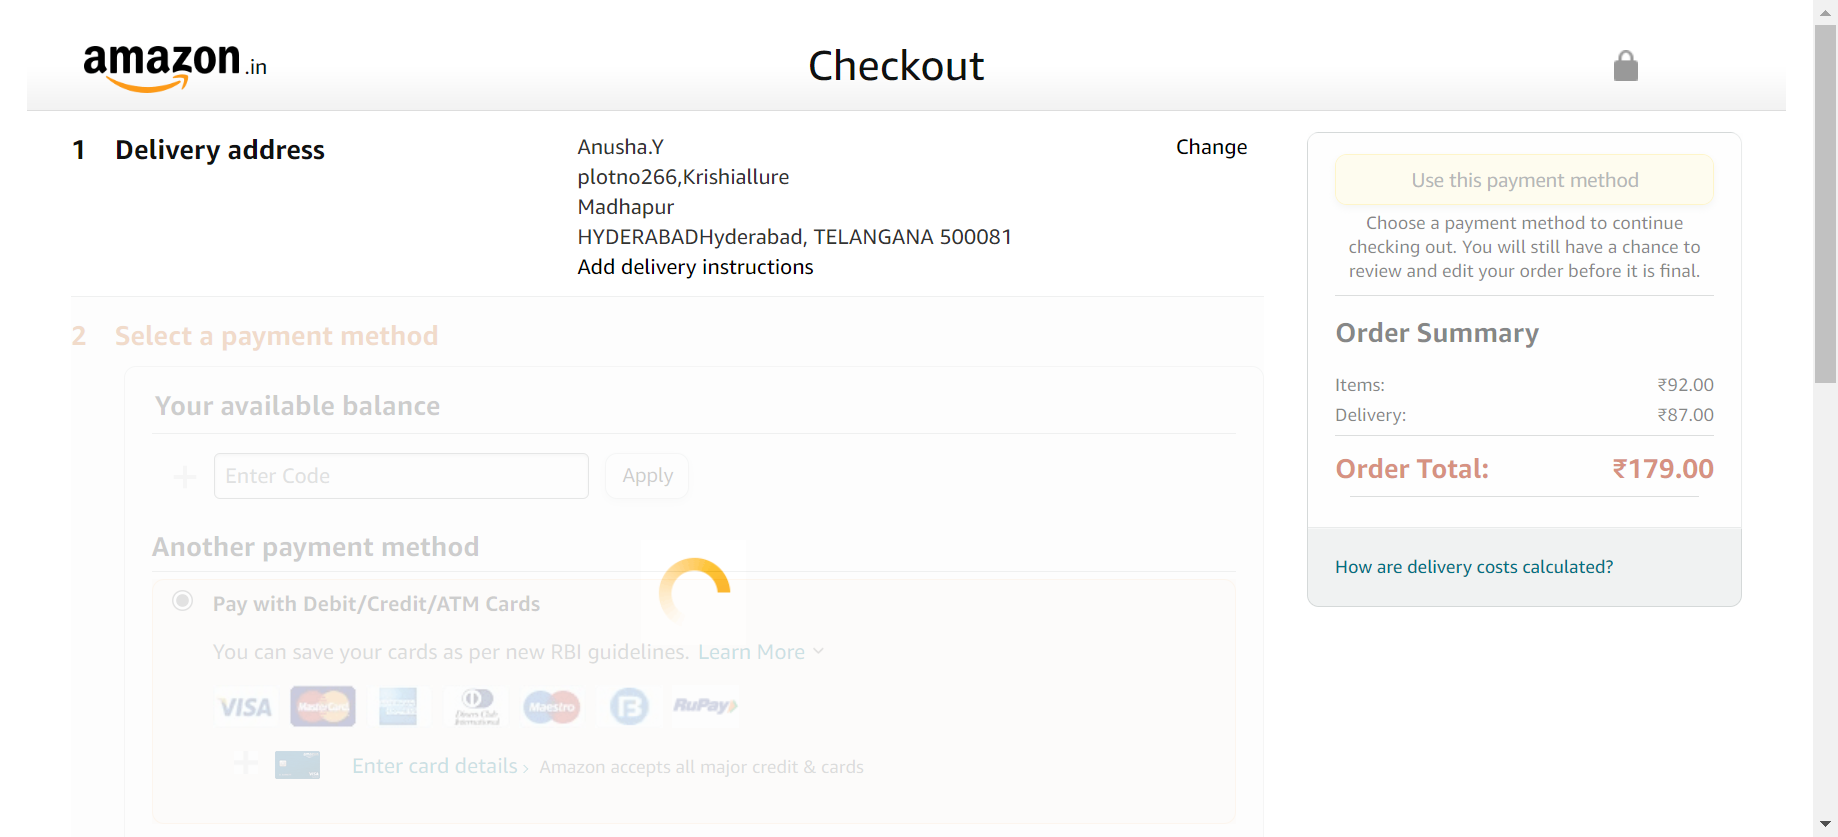 amazon.in
Checkout
1 Delivery address
Anusha.Y
plotno266,Krishiallure
Madhapur
HYDERABADHyderabad, TELANGANA 500081
Add delivery instructions
Change
2 Select a payment method
Your available balance
Enter Code
Apply
Another payment method
Pay with Debit/Credit/ATM Cards
You can save your cards as per new RBI guidelines. Learn More
VISA MasterCard Diners Club International Maestro RuPay
Enter card details › Amazon accepts all major credit & cards
Use this payment method
Choose a payment method to continue
checking out. You will still have a chance to
review and edit your order before it is final.
Order Summary
Items: ₹92.00
Delivery: ₹87.00
Order Total: ₹179.00
How are delivery costs calculated?